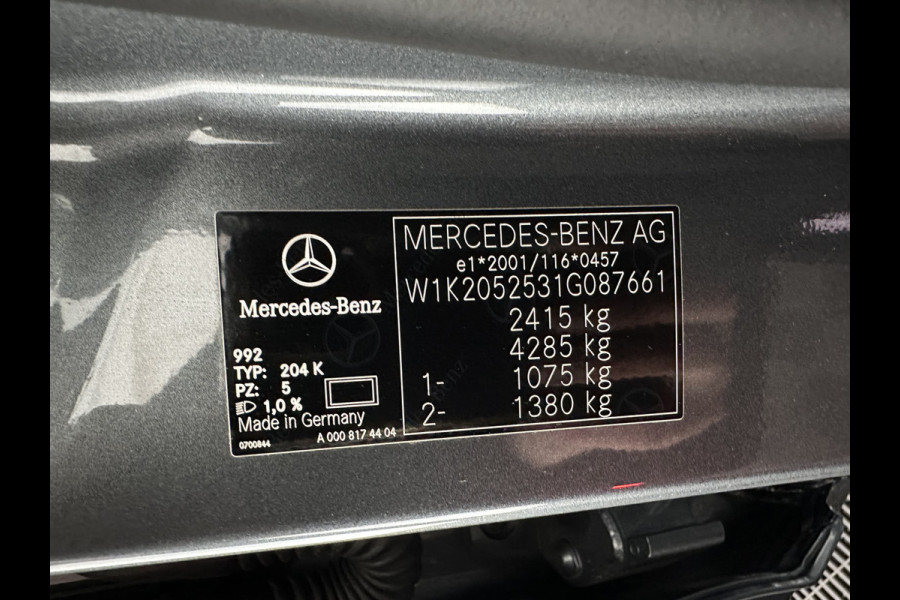 Mercedes-Benz
992
TYP: 204 K
PZ: 5
1,0 %
Made in Germany
0700844
A 000 817 44 04
MERCEDES-BENZ AG
e1*2001/116*0457
W1K2052531G087661
2415 kg
4285 kg
1- 1075 kg
2- 1380 kg